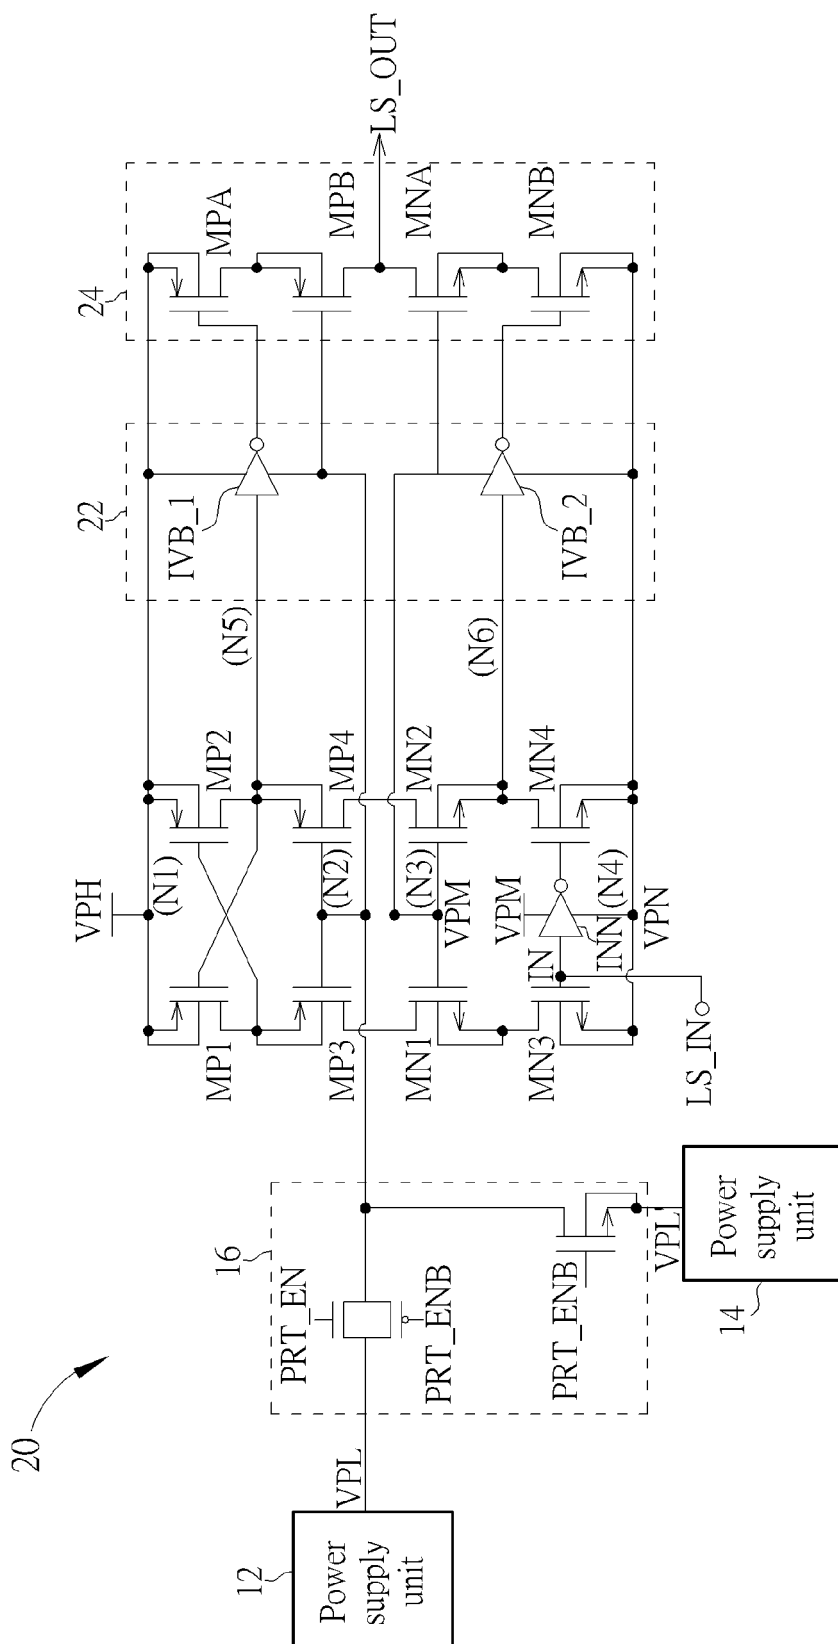 20
12
Power
supply
unit
VPL
16
PRT_EN
PRT_ENB
PRT_ENB
VPL
14
Power
supply
unit
VPH
(N1)
MP1
MP2
(N5)
MP3
MP4
(N2)
MN1
MN2
(N3)
VPM
(N6)
MN3
MN4
IN
VPM
INN
(N4)
VPN
LS_IN
22
IVB_1
IVB_2
24
MPA
MPB
MNA
MNB
LS_OUT